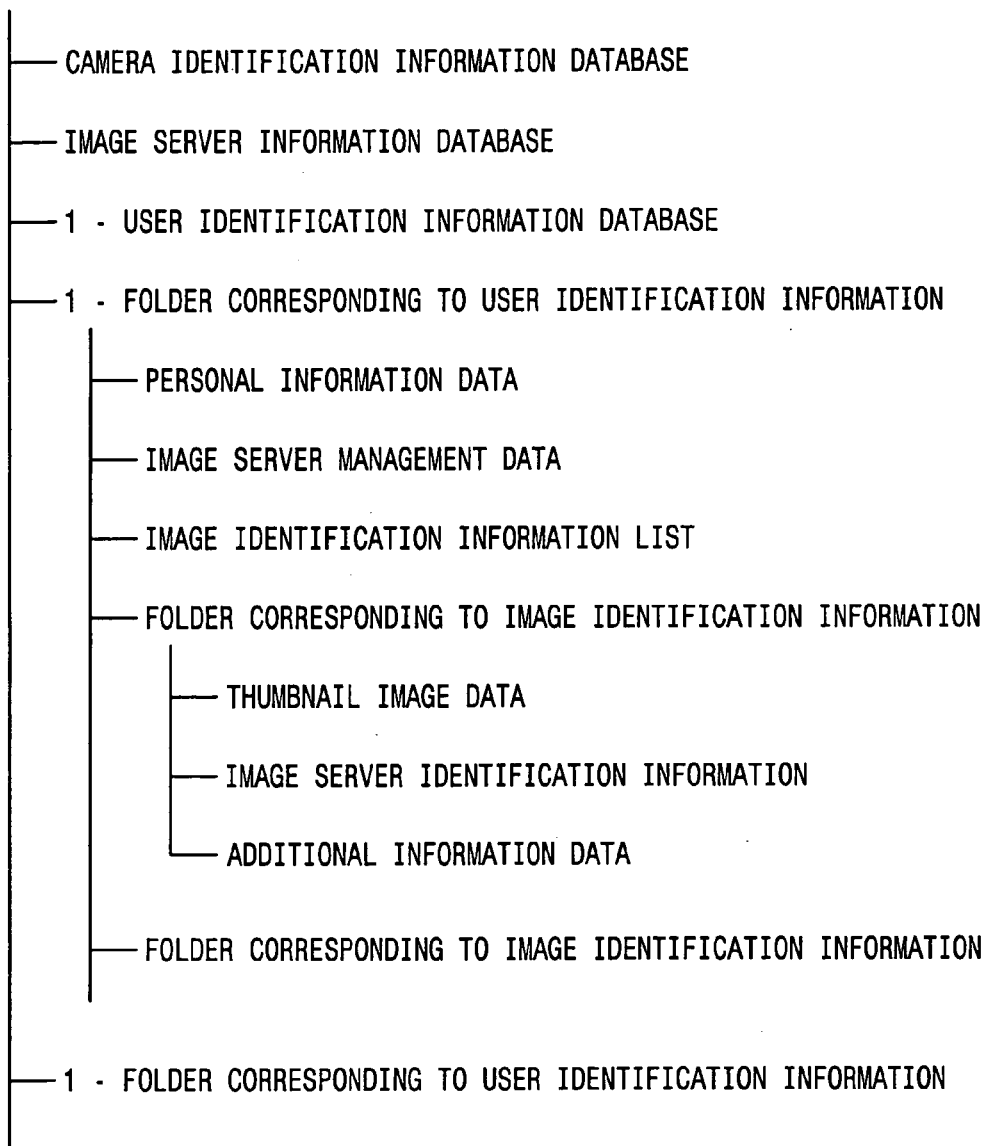 CAMERA IDENTIFICATION INFORMATION DATABASE
IMAGE SERVER INFORMATION DATABASE
1 - USER IDENTIFICATION INFORMATION DATABASE
1 - FOLDER CORRESPONDING TO USER IDENTIFICATION INFORMATION
PERSONAL INFORMATION DATA
IMAGE SERVER MANAGEMENT DATA
IMAGE IDENTIFICATION INFORMATION LIST
FOLDER CORRESPONDING TO IMAGE IDENTIFICATION INFORMATION
THUMBNAIL IMAGE DATA
IMAGE SERVER IDENTIFICATION INFORMATION
ADDITIONAL INFORMATION DATA
FOLDER CORRESPONDING TO IMAGE IDENTIFICATION INFORMATION
1 - FOLDER CORRESPONDING TO USER IDENTIFICATION INFORMATION